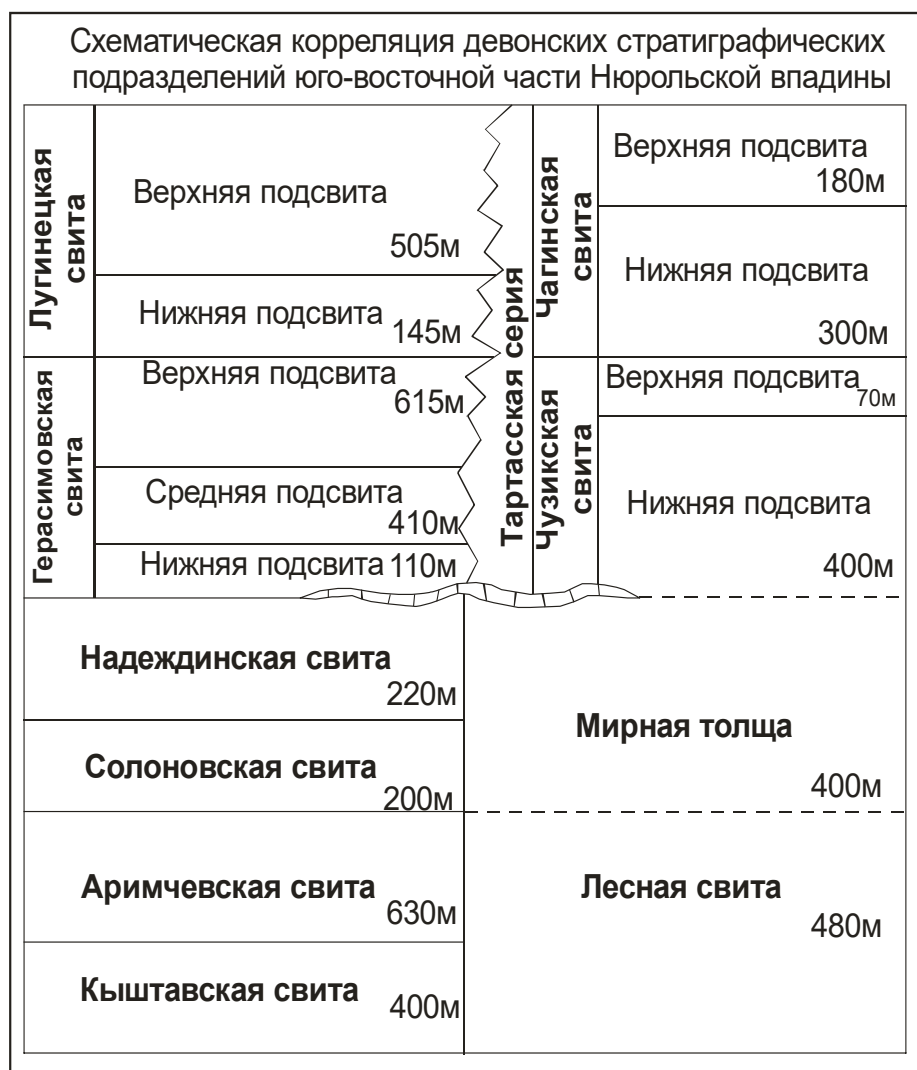 Схематическая корреляция девонских стратиграфических
подразделений юго-восточной части Нюрольской впадины
Лугинецкая
свита
Верхняя подсвита
505м
Нижняя подсвита
145м
Герасимовская
свита
Верхняя подсвита
615м
Средняя подсвита
410м
Нижняя подсвита 110м
Тартасская серия
Чагинская
свита
Верхняя подсвита
180м
Нижняя подсвита
300м
Чузикская
свита
Верхняя подсвита
70м
Нижняя подсвита
400м
Надеждинская свита
220м
Солоновская свита
200м
Аримчевская свита
630м
Кыштавская свита
400м
Мирная толща
400м
Лесная свита
480м